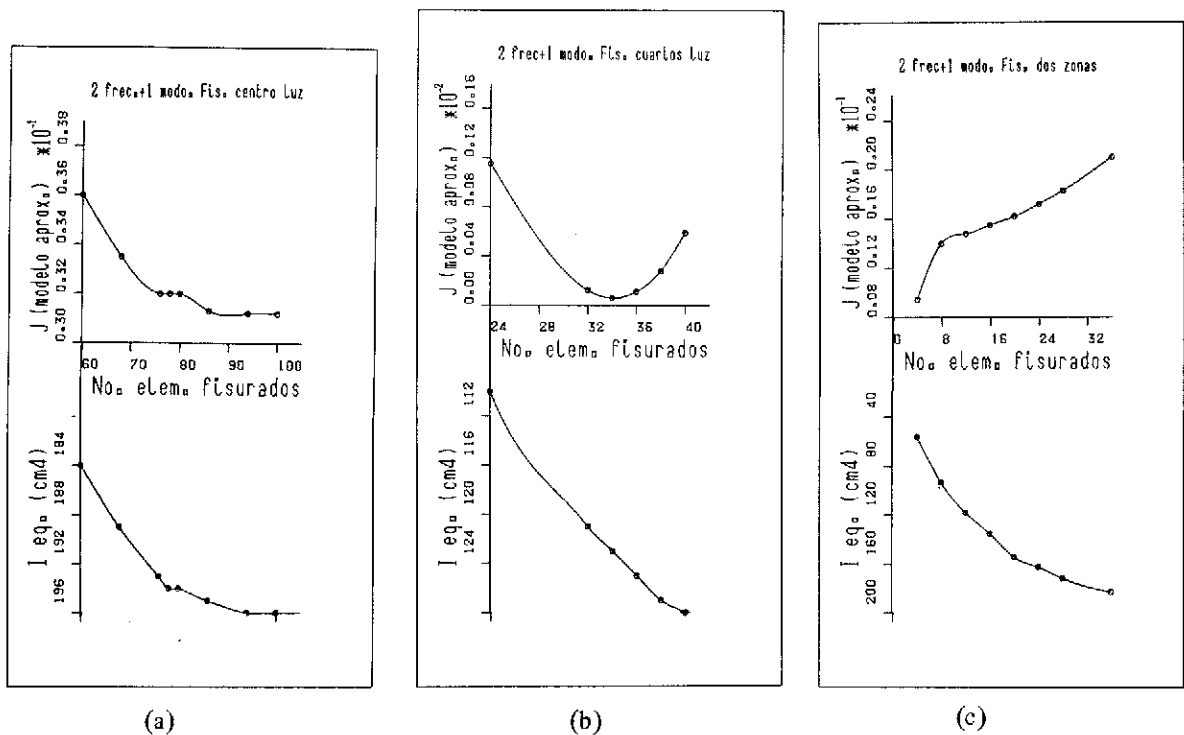 2 frec.+1 modo. Fis. centro luz
J (modelo aprox.) *10⁻¹
0.38
0.36
0.34
0.32
0.30
60 70 80 90 100
No. elem. fisurados
I eq. (cm4)
184
188
192
196
(a)
2 frec+1 modo. Fis. cuartos luz
J (modelo aprox.) *10⁻²
0.16
0.12
0.08
0.04
0.00
24 28 32 36 40
No. elem. fisurados
I eq. (cm4)
112
116
120
124
(b)
2 frec+1 modo. Fis. dos zonas
J (modelo aprox.) *10⁻¹
0.24
0.20
0.16
0.12
0.08
0 8 16 24 32
No. elem. fisurados
I eq. (cm4)
40
80
120
160
200
(c)